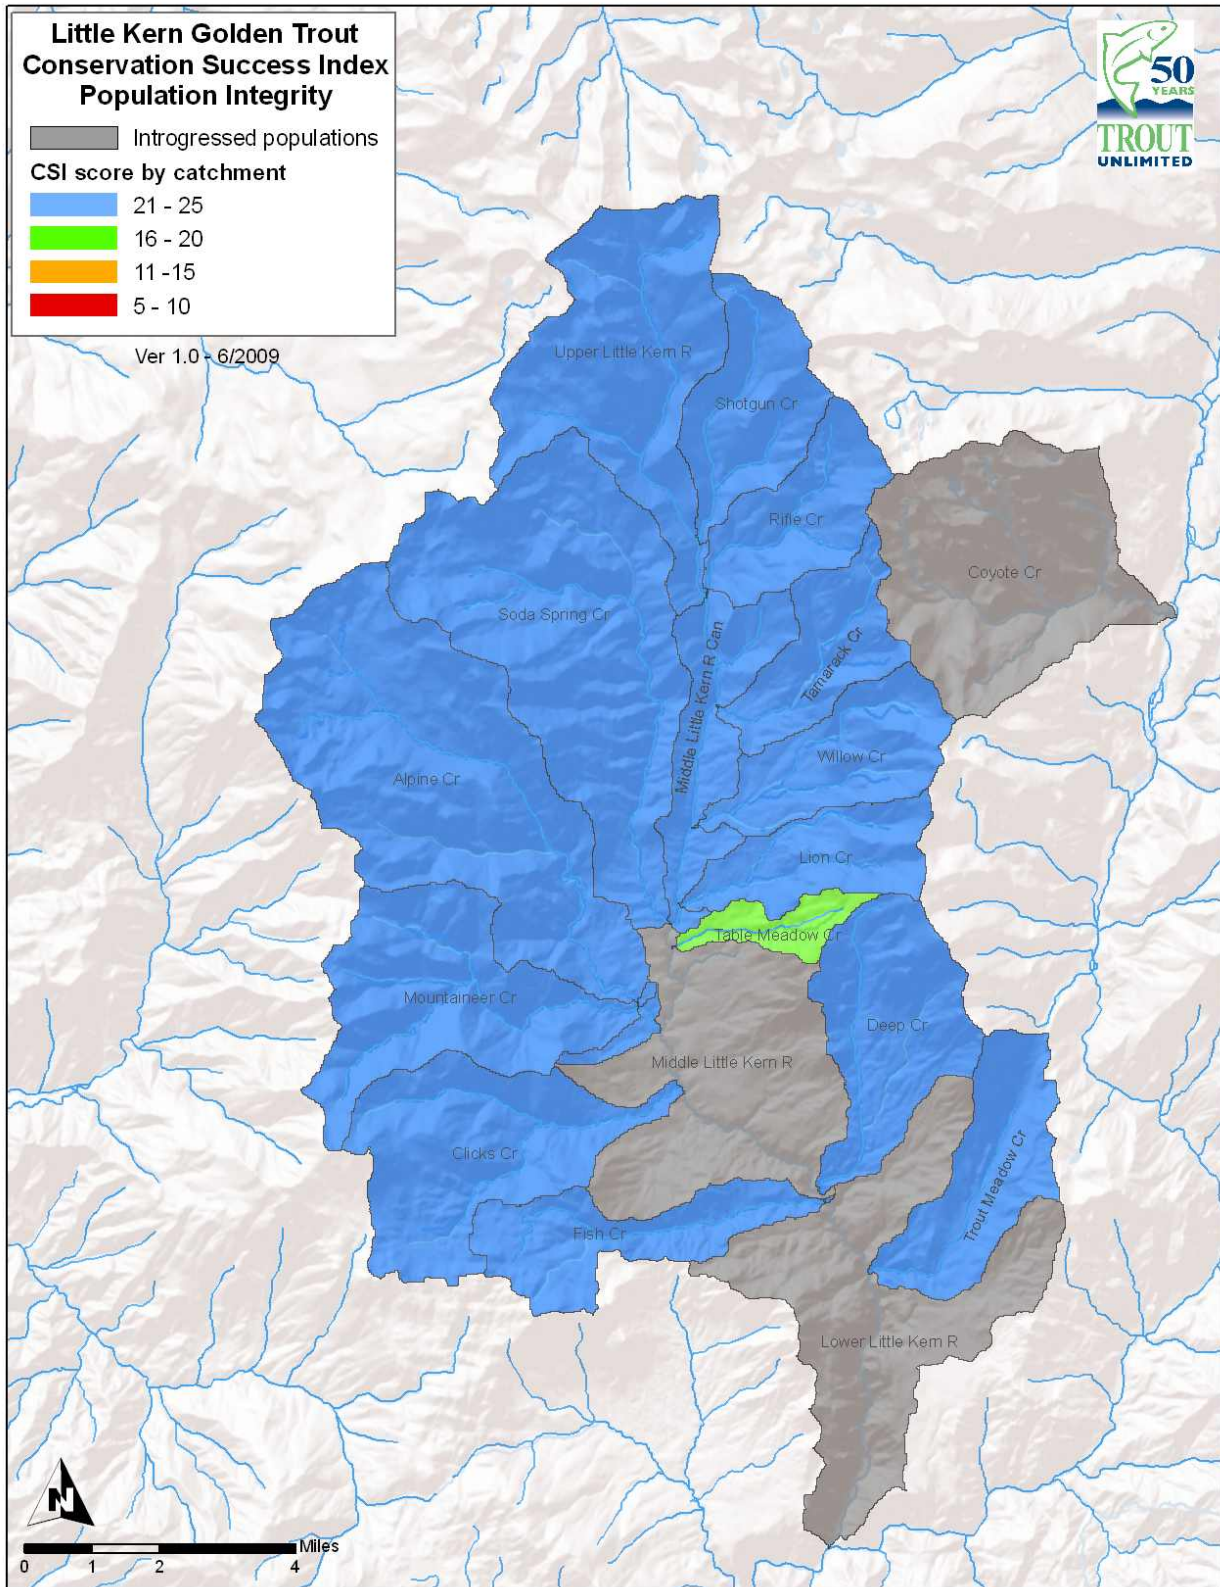 Little Kern Golden Trout
Conservation Success Index
Population Integrity
Introgressed populations
CSI score by catchment
21 - 25
16 - 20
11 -15
5 - 10
Ver 1.0 - 6/2009
50
YEARS
TROUT
UNLIMITED
Upper Little Kern R
Shotgun Cr
Rifle Cr
Coyote Cr
Soda Spring Cr
Tamarack Cr
Middle Little Kern R Can
Willow Cr
Alpine Cr
Lion Cr
Table Meadow Cr
Mountaineer Cr
Deep Cr
Middle Little Kern R
Clicks Cr
Trout Meadow Cr
Fish Cr
Lower Little Kern R
N
Miles
0 1 2 4